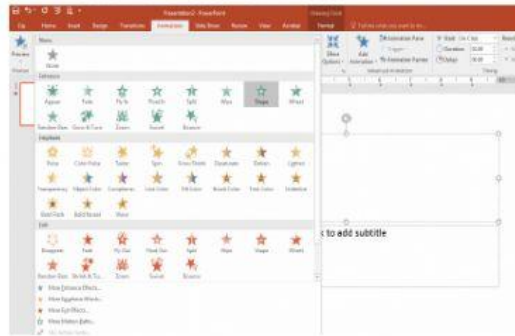 Presentation2 - PowerPoint
Drawing Tools
File Home Insert Design Transitions Animations Slide Show Review View Acrobat Format Tell me what you want to do...
Preview
Show
Options
Add
Animation
Animation Pane
Trigger
Animation Painter
Start: On Click
Duration:
Delay:
Advanced Animation
Timing
None
None
Entrance
Appear Fade Fly In Float In Split Wipe Shape Wheel
Random Bars Grow & Turn Zoom Swivel Bounce
Emphasis
Pulse Color Pulse Teeter Spin Grow/Shrink Desaturate Darken Lighten
Transparency Object Color Complemen... Line Color Fill Color Brush Color Font Color Underline
Bold Flash Bold Reveal Wave
Exit
Disappear Fade Fly Out Float Out Split Wipe Shape Wheel
Random Bars Shrink & Tu... Zoom Swivel Bounce
More Entrance Effects...
More Emphasis Effects...
More Exit Effects...
More Motion Paths...
k to add subtitle